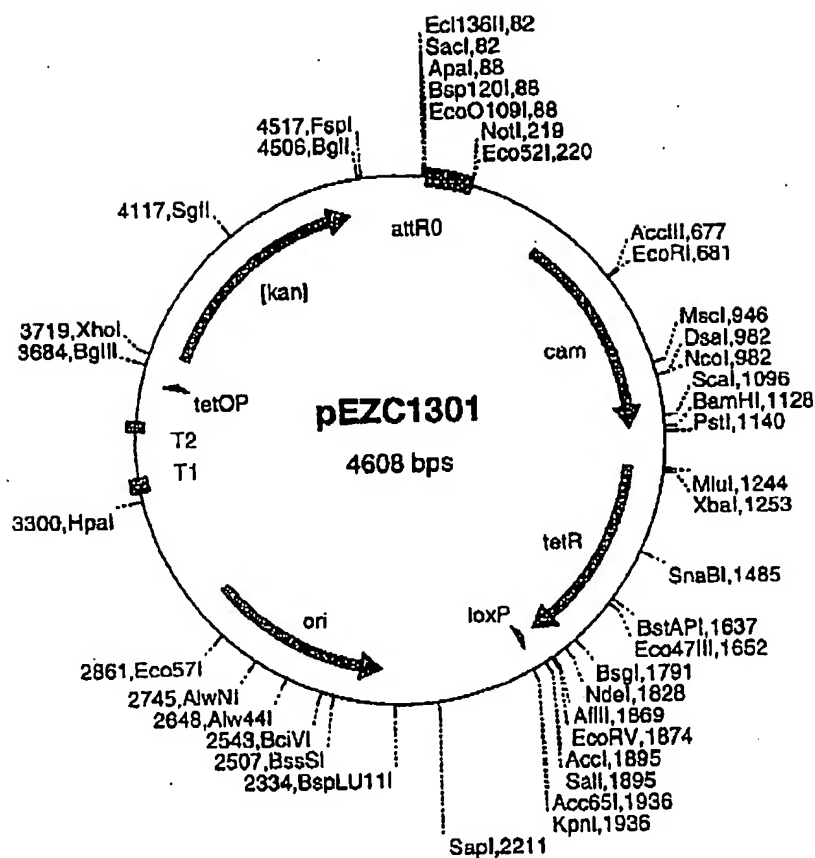 Ecl136II,82
SacI,82
ApaI,88
Bsp120I,88
EcoO109I,88
NotI,219
Eco52I,220
4517,FspI
4506,BglI
4117,SgfI
attR0
AccIII,677
EcoRI,681
[kan]
MscI,946
DsaI,982
NcoI,982
ScaI,1096
BamHI,1128
PstI,1140
cam
3719,XhoI
3684,BglII
tetOP
pEZC1301
4608 bps
T2
T1
MluI,1244
XbaI,1253
3300,HpaI
tetR
SnaBI,1485
loxP
ori
BstAPI,1637
Eco47III,1652
BsgI,1791
NdeI,1828
AflII,1869
EcoRV,1874
AccI,1895
SalI,1895
Acc65I,1936
KpnI,1936
2861,Eco57I
2745,AlwNI
2648,Alw44I
2543,BciVI
2507,BssSI
2334,BspLU11I
SapI,2211